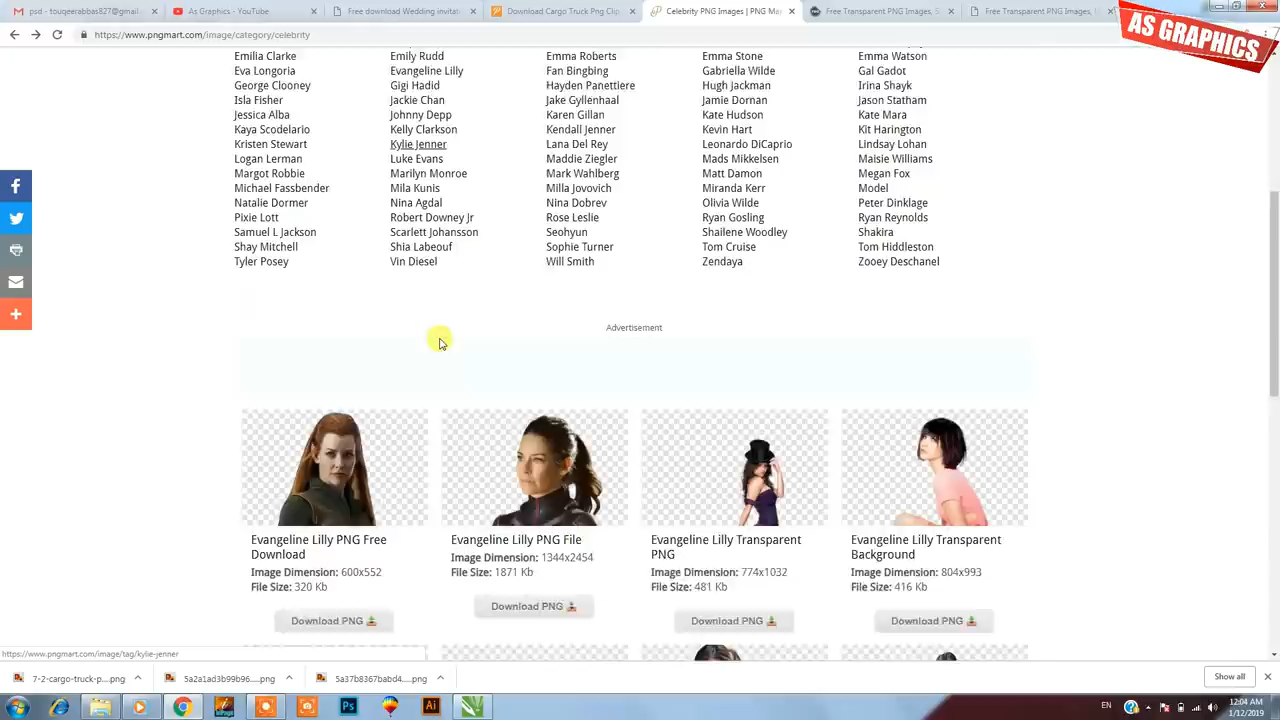 psd. - touqeerabbas827@gmail.c
As Graphics - YouTube
Free download Wedding invitati
Download Cargo Truck Png Clip
Celebrity PNG Images | PNG Ma
Free Transparent PNG Images, S
Free Transparent PNG Images, 
AS GRAPHICS
https://www.pngmart.com/image/category/celebrity
Emilia Clarke Emily Rudd Emma Roberts Emma Stone Emma Watson
Eva Longoria Evangeline Lilly Fan Bingbing Gabriella Wilde Gal Gadot
George Clooney Gigi Hadid Hayden Panettiere Hugh Jackman Irina Shayk
Isla Fisher Jackie Chan Jake Gyllenhaal Jamie Dornan Jason Statham
Jessica Alba Johnny Depp Karen Gillan Kate Hudson Kate Mara
Kaya Scodelario Kelly Clarkson Kendall Jenner Kevin Hart Kit Harington
Kristen Stewart Kylie Jenner Lana Del Rey Leonardo DiCaprio Lindsay Lohan
Logan Lerman Luke Evans Maddie Ziegler Mads Mikkelsen Maisie Williams
Margot Robbie Marilyn Monroe Mark Wahlberg Matt Damon Megan Fox
Michael Fassbender Mila Kunis Milla Jovovich Miranda Kerr Model
Natalie Dormer Nina Agdal Nina Dobrev Olivia Wilde Peter Dinklage
Pixie Lott Robert Downey Jr Rose Leslie Ryan Gosling Ryan Reynolds
Samuel L Jackson Scarlett Johansson Seohyun Shailene Woodley Shakira
Shay Mitchell Shia Labeouf Sophie Turner Tom Cruise Tom Hiddleston
Tyler Posey Vin Diesel Will Smith Zendaya Zooey Deschanel
Advertisement
Evangeline Lilly PNG Free
Download
Image Dimension: 600x552
File Size: 320 Kb
Download PNG
Evangeline Lilly PNG File
Image Dimension: 1344x2454
File Size: 1871 Kb
Download PNG
Evangeline Lilly Transparent
PNG
Image Dimension: 774x1032
File Size: 481 Kb
Download PNG
Evangeline Lilly Transparent
Background
Image Dimension: 804x993
File Size: 416 Kb
Download PNG
https://www.pngmart.com/image/tag/kylie-jenner
7-2-cargo-truck-p....png
5a2a1ad3b99b96....png
5a37b8367babd4....png
Show all
Ps
Ai
EN
12:04 AM
1/12/2019